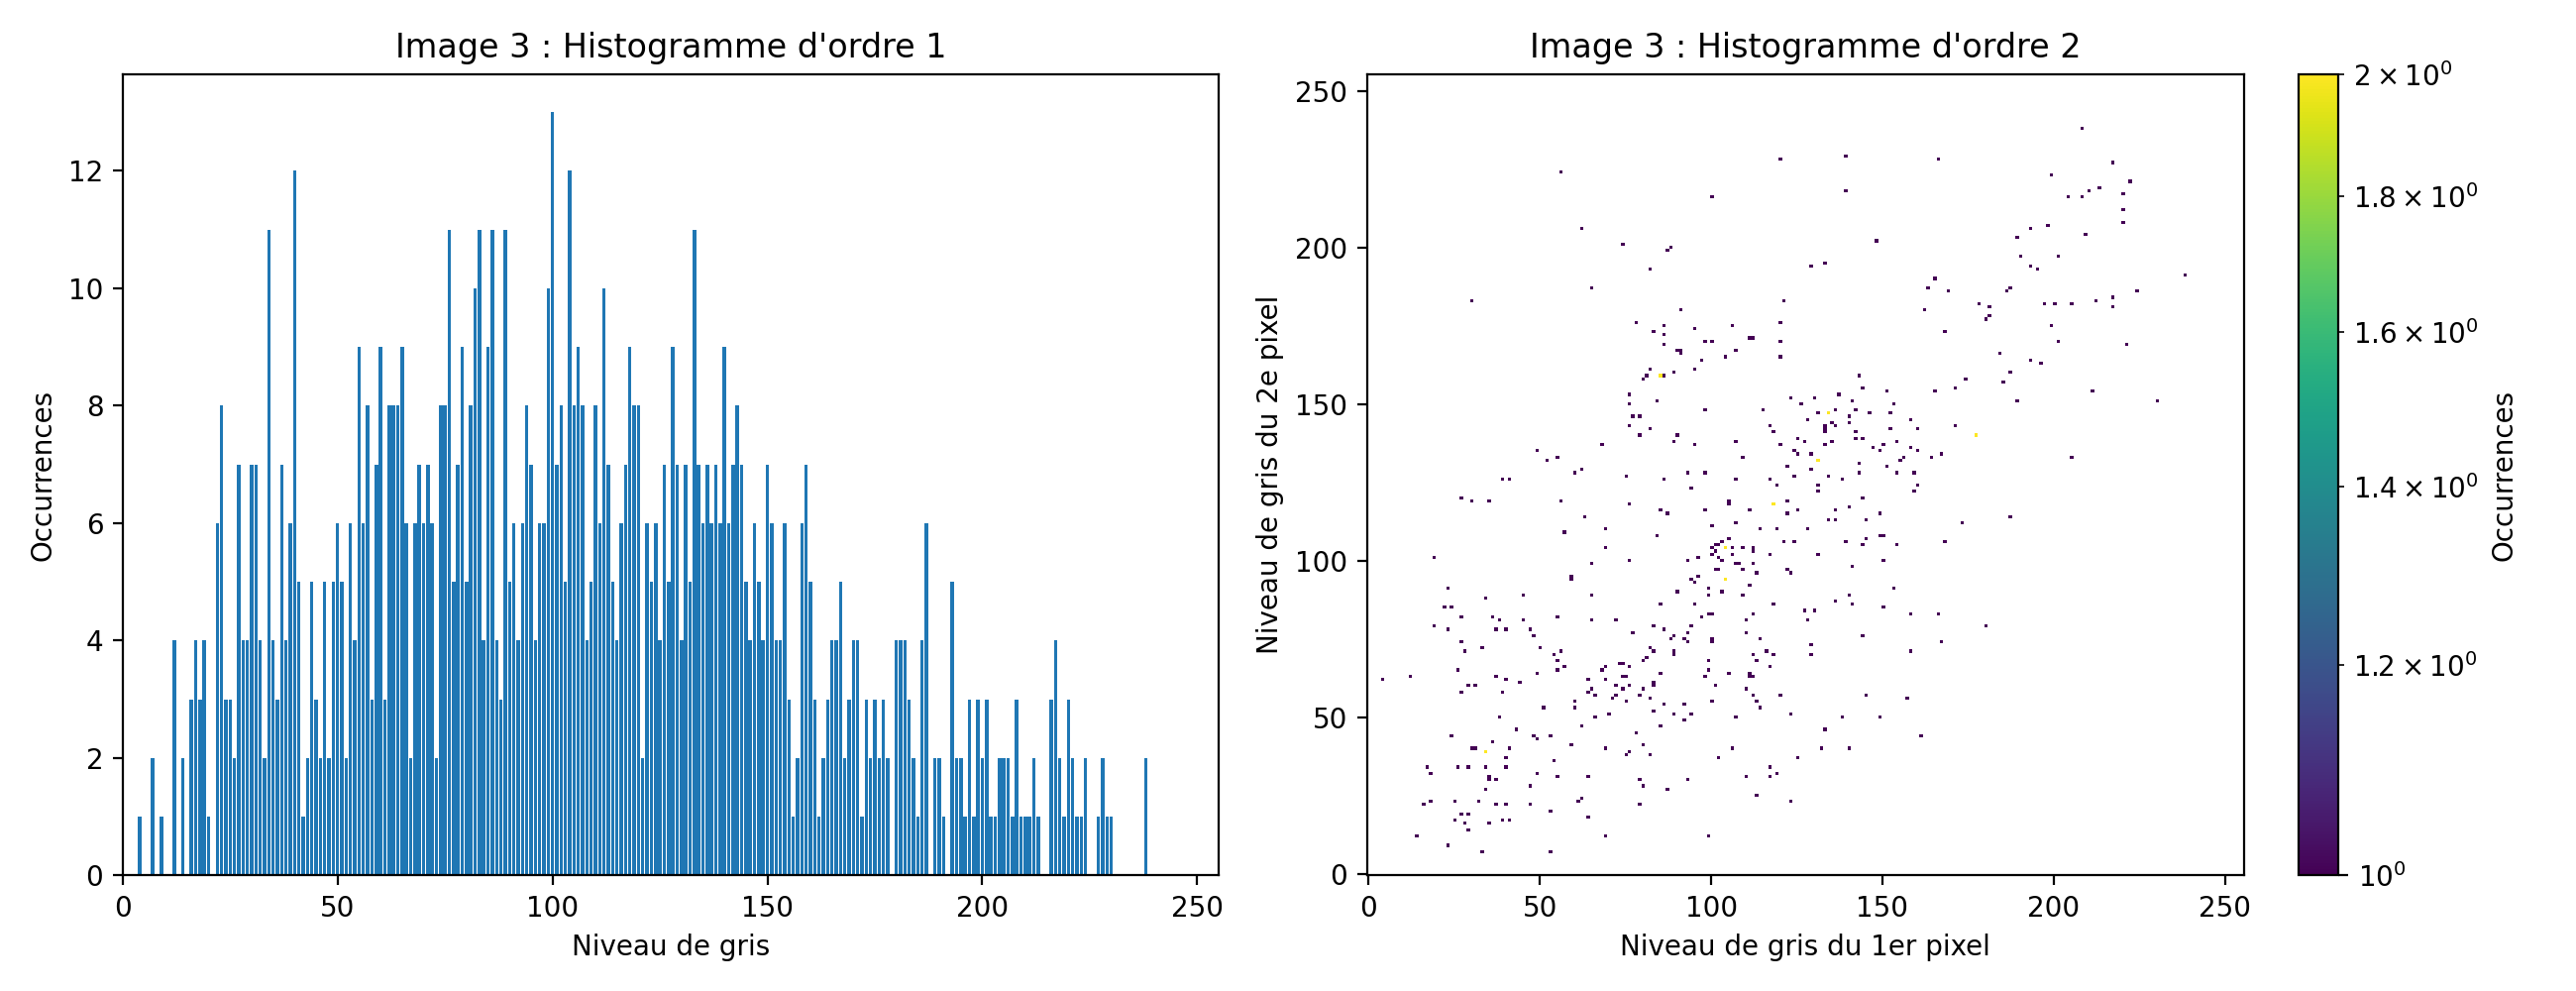 Image 3 : Histogramme d'ordre 1
Occurrences
12
10
8
6
4
2
0
0 50 100 150 200 250
Niveau de gris
Image 3 : Histogramme d'ordre 2
Niveau de gris du 2e pixel
250
200
150
100
50
0
0 50 100 150 200 250
Niveau de gris du 1er pixel
2 × 10⁰
1.8 × 10⁰
1.6 × 10⁰
1.4 × 10⁰
1.2 × 10⁰
10⁰
Occurrences